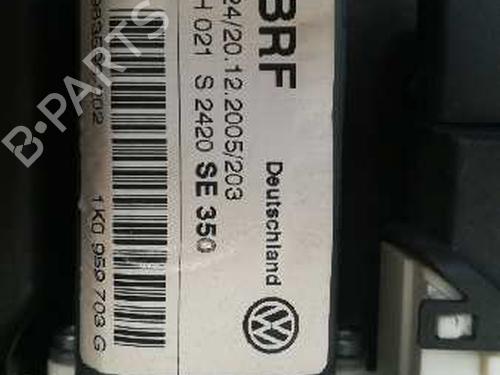 BRF
24/20.12.2005/203
H 021 S 2420 SE 350
Deutschland
1K0 959 703 G
B-PARTS